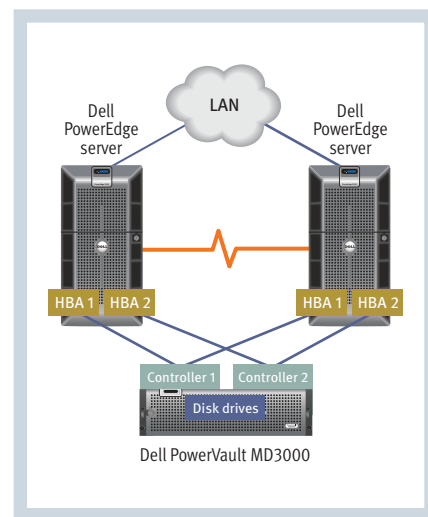 LAN
Dell
PowerEdge
server
Dell
PowerEdge
server
HBA 1
HBA 2
HBA 1
HBA 2
Controller 1
Controller 2
Disk drives
Dell PowerVault MD3000